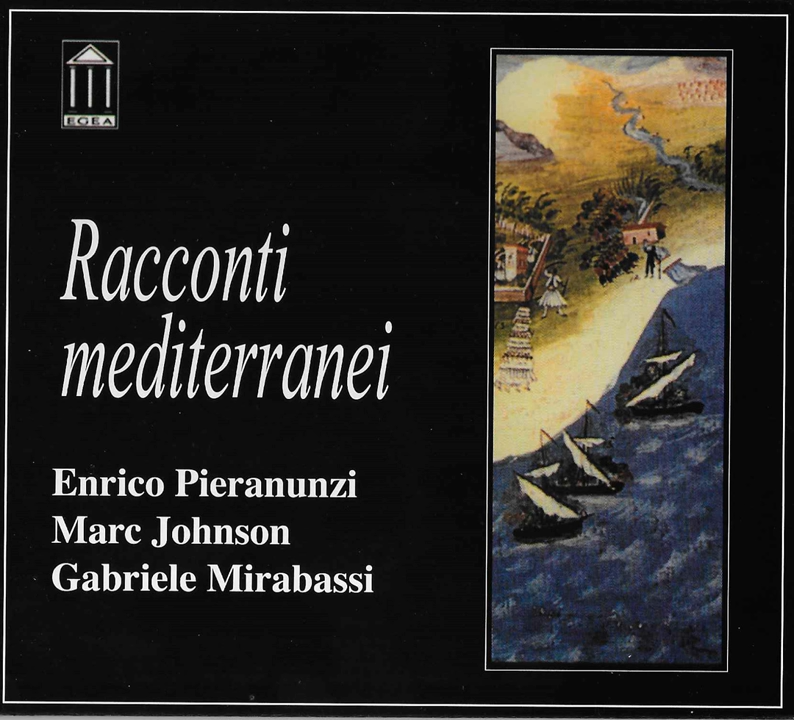 EGEA
Racconti
mediterranei
Enrico Pieranunzi
Marc Johnson
Gabriele Mirabassi